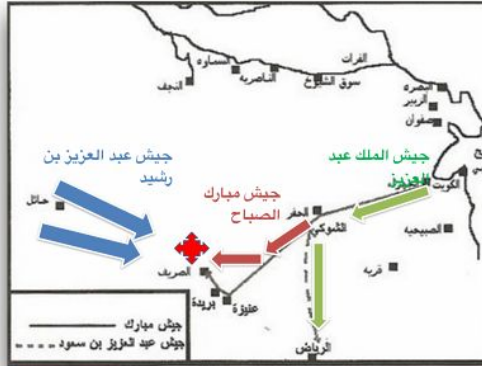 الفرات
السماوه
الناصريه
سوق الشيوخ
النجف
البصره
الزبير
صفوان
جيش عبد العزيز بن
رشيد
جيش مبارك
الصباح
جيش الملك عبد
العزيز
الكويت
حائل
الحفر
الشوكي
الصبيحيه
قريه
الصريف
بريدة
عنيزة
الرياض
جيش مبارك
جيش عبد العزيز بن سعود